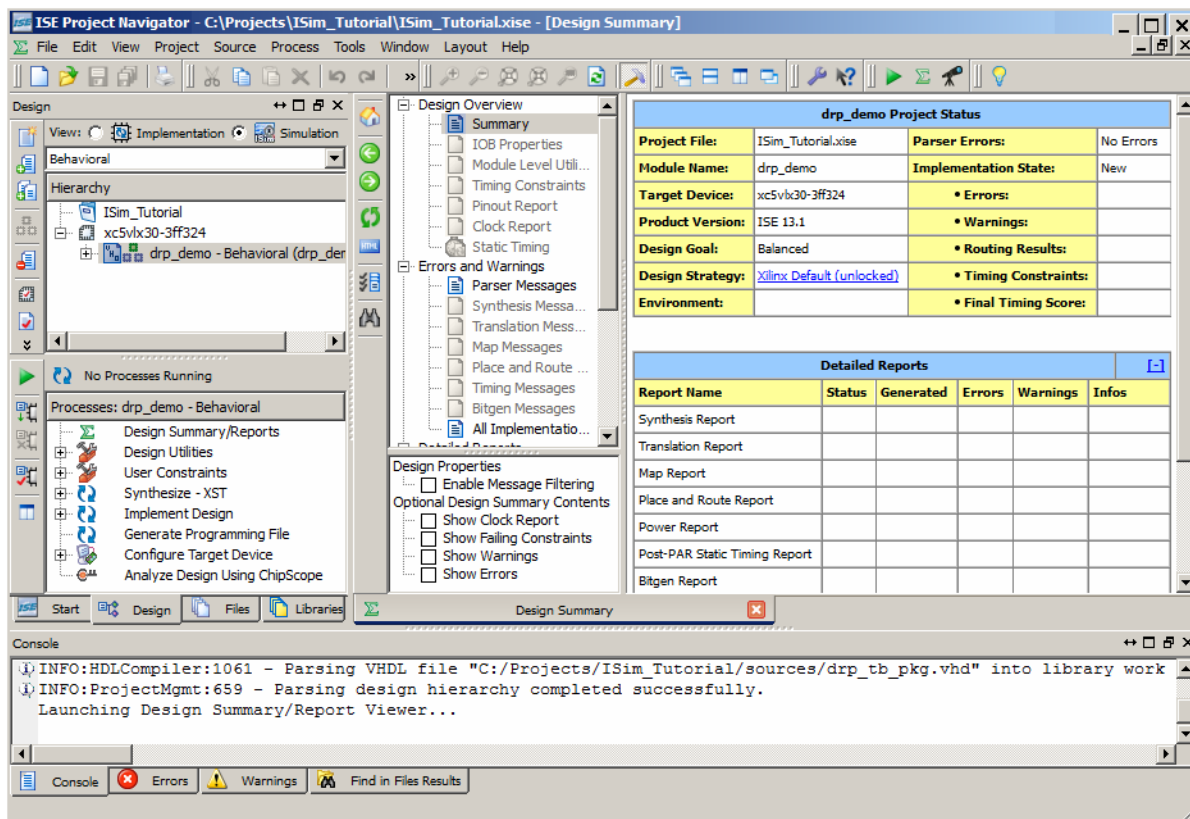 ISE Project Navigator - C:\Projects\ISim_Tutorial\ISim_Tutorial.xise - [Design Summary]
File Edit View Project Source Process Tools Window Layout Help
Design
View: Implementation Simulation
Behavioral
Hierarchy
ISim_Tutorial
xc5vlx30-3ff324
drp_demo - Behavioral (drp_der
No Processes Running
Processes: drp_demo - Behavioral
Design Summary/Reports
Design Utilities
User Constraints
Synthesize - XST
Implement Design
Generate Programming File
Configure Target Device
Analyze Design Using ChipScope
Start Design Files Libraries
Design Overview
Summary
IOB Properties
Module Level Utili...
Timing Constraints
Pinout Report
Clock Report
Static Timing
Errors and Warnings
Parser Messages
Synthesis Messa...
Translation Mess...
Map Messages
Place and Route ...
Timing Messages
Bitgen Messages
All Implementatio...
Detailed Reports
Design Properties
Enable Message Filtering
Optional Design Summary Contents
Show Clock Report
Show Failing Constraints
Show Warnings
Show Errors
Design Summary
drp_demo Project Status
Project File: ISim_Tutorial.xise Parser Errors: No Errors
Module Name: drp_demo Implementation State: New
Target Device: xc5vlx30-3ff324 • Errors:
Product Version: ISE 13.1 • Warnings:
Design Goal: Balanced • Routing Results:
Design Strategy: Xilinx Default (unlocked) • Timing Constraints:
Environment: • Final Timing Score:
Detailed Reports [-]
Report Name Status Generated Errors Warnings Infos
Synthesis Report
Translation Report
Map Report
Place and Route Report
Power Report
Post-PAR Static Timing Report
Bitgen Report
Console
INFO:HDLCompiler:1061 - Parsing VHDL file "C:/Projects/ISim_Tutorial/sources/drp_tb_pkg.vhd" into library work
INFO:ProjectMgmt:659 - Parsing design hierarchy completed successfully.
Launching Design Summary/Report Viewer...
Console Errors Warnings Find in Files Results